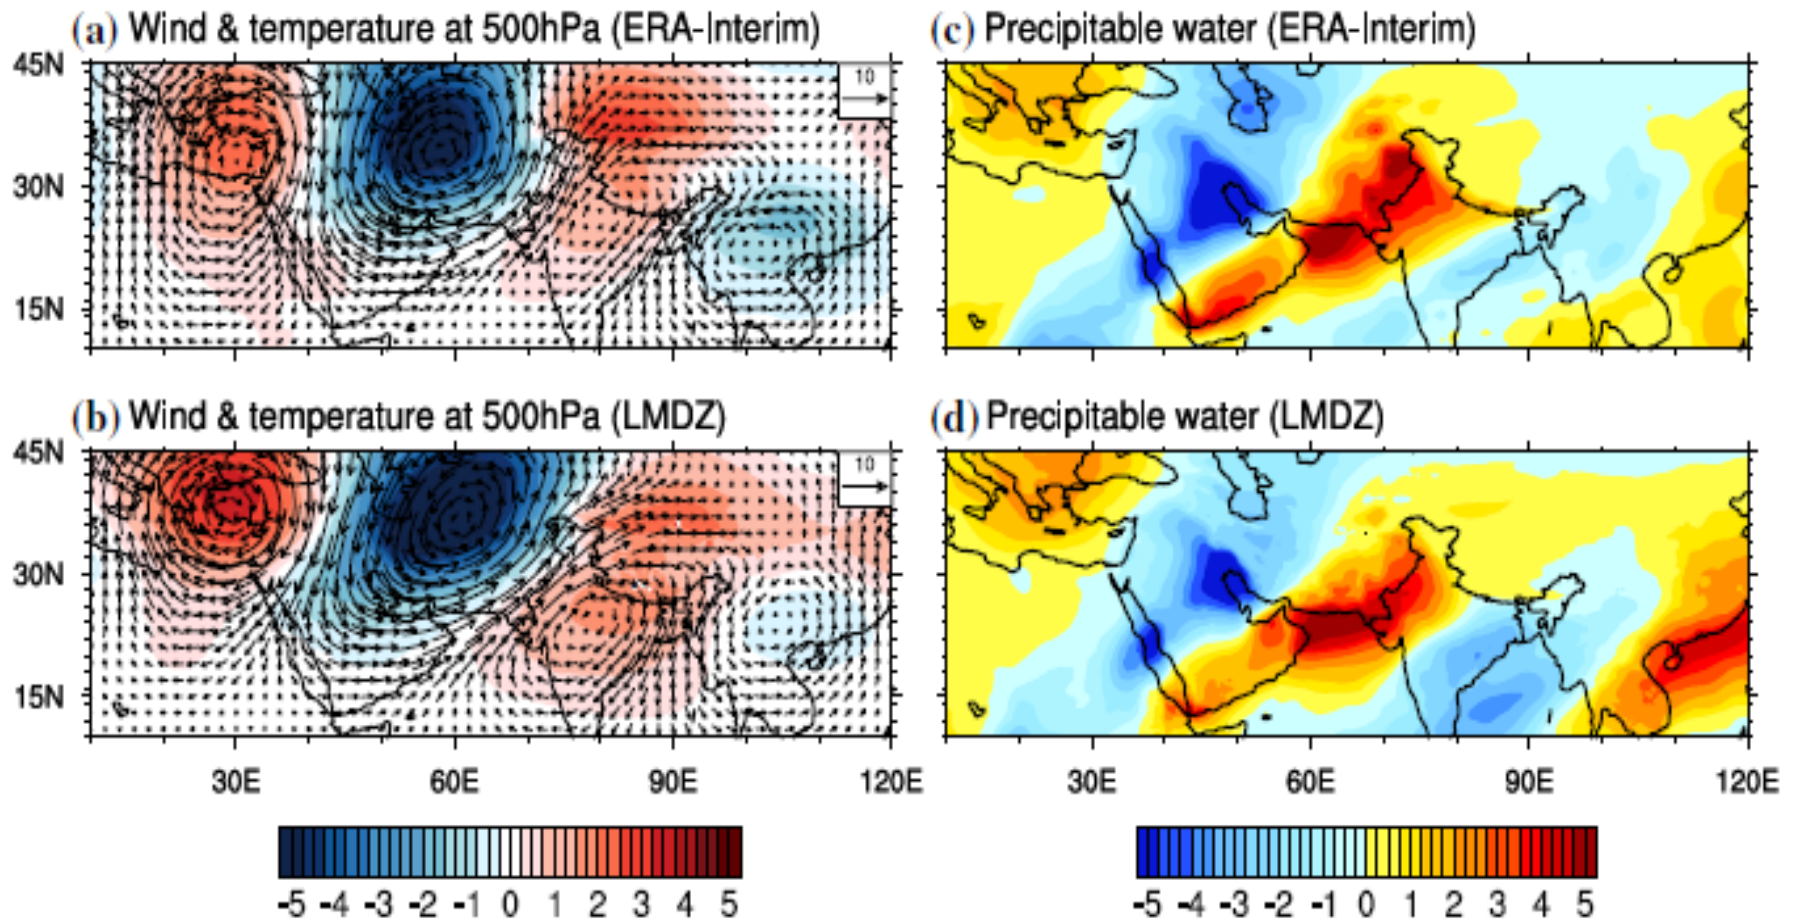 (a) Wind & temperature at 500hPa (ERA-Interim)
(c) Precipitable water (ERA-Interim)
45N
10
30N
15N
(b) Wind & temperature at 500hPa (LMDZ)
(d) Precipitable water (LMDZ)
45N
10
30N
15N
30E 60E 90E 120E
30E 60E 90E 120E
-5 -4 -3 -2 -1 0 1 2 3 4 5
-5 -4 -3 -2 -1 0 1 2 3 4 5